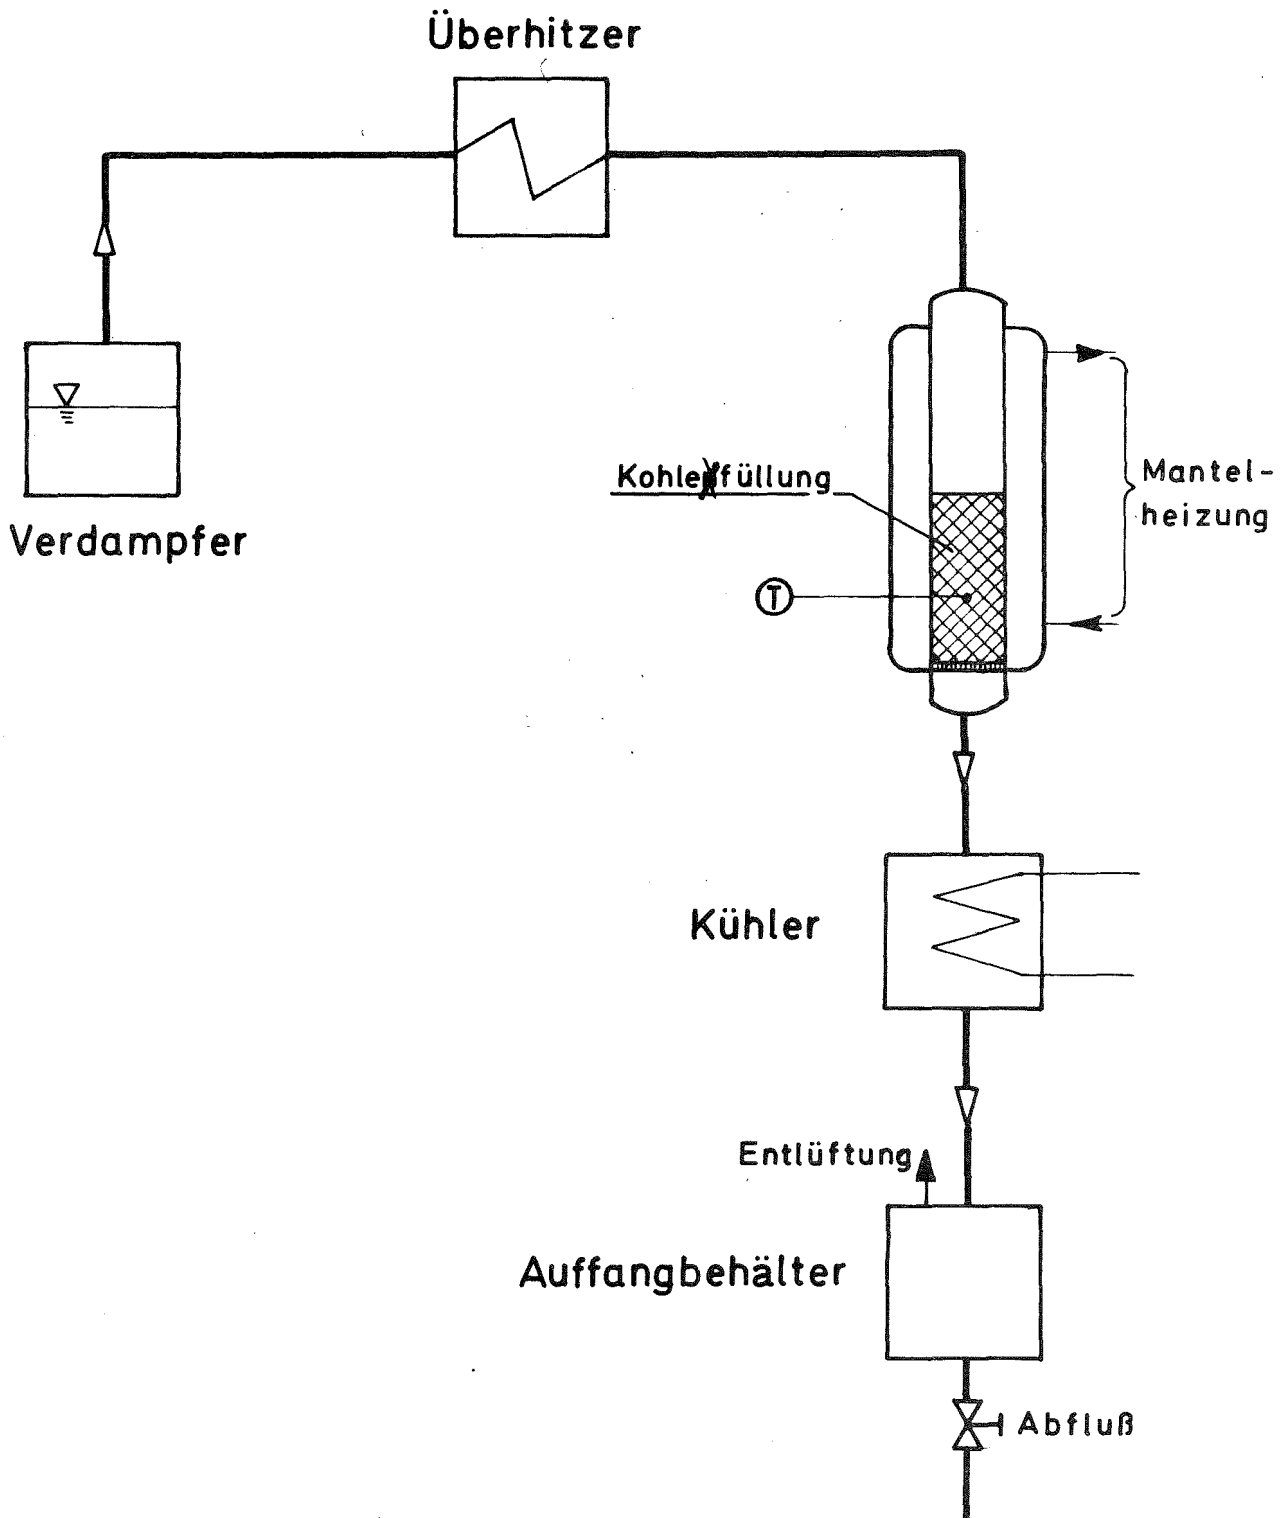 Überhitzer
Kohlefüllung
Mantel-
heizung
Verdampfer
T
Kühler
Entlüftung
Auffangbehälter
Abfluß